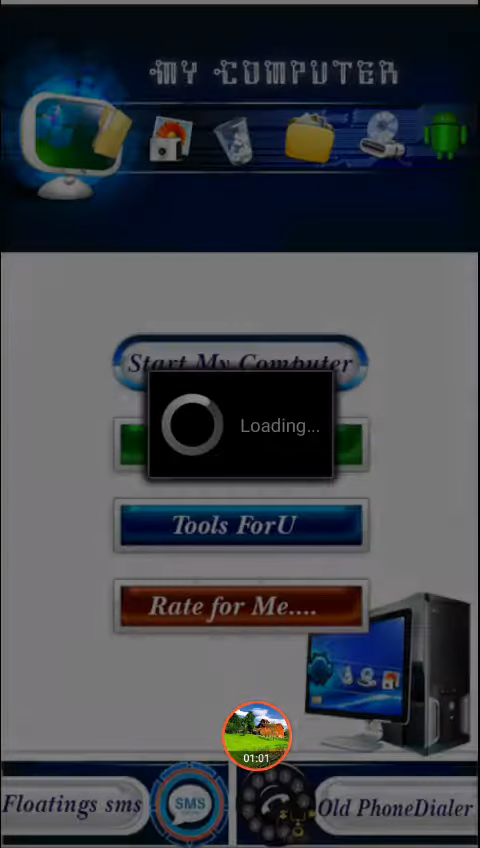 MY COMPUTER
Start My Computer
Loading...
Tools ForU
Rate for Me....
01:01
Floatings sms
SMS
Old PhoneDialer